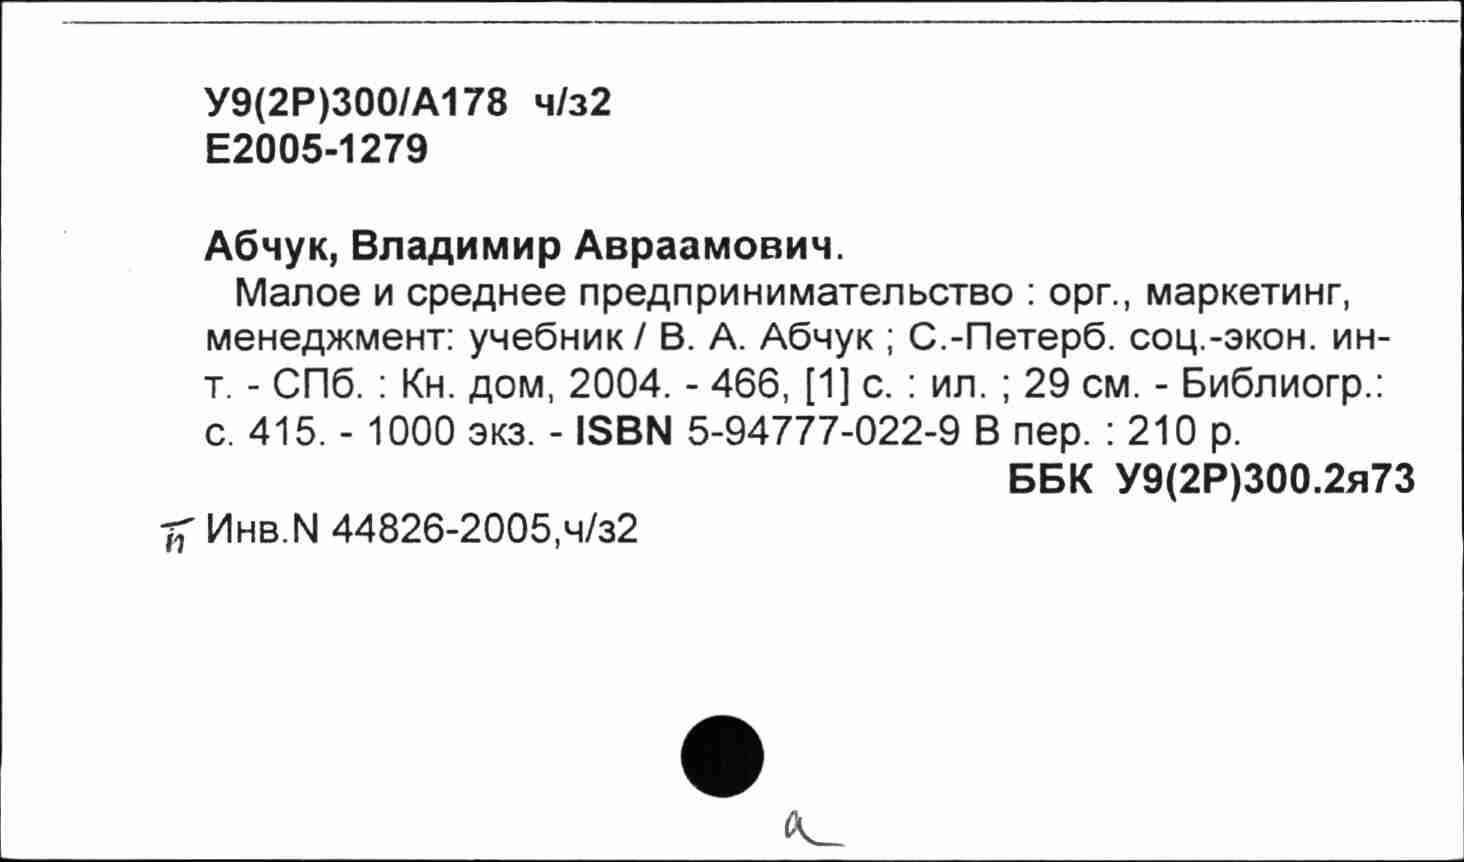 У9(2Р)300/А178 ч/з2
Е2005-1279
Абчук, Владимир Авраамович.
Малое и среднее предпринимательство : орг., маркетинг,
менеджмент: учебник / В. А. Абчук ; С.-Петерб. соц.-экон. ин-
т. - СПб. : Кн. дом, 2004. - 466, [1] с. : ил. ; 29 см. - Библиогр.:
с. 415. - 1000 экз. - ISBN 5-94777-022-9 В пер. : 210 р.
ББК У9(2Р)300.2я73
Инв.N 44826-2005,ч/з2
а